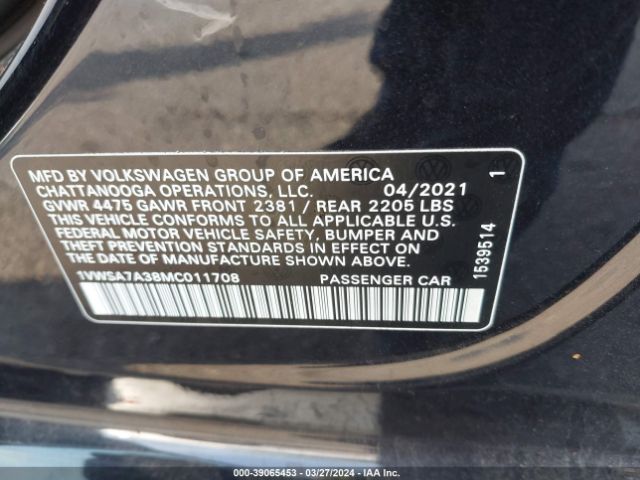 MFD BY VOLKSWAGEN GROUP OF AMERICA
CHATTANOOGA OPERATIONS, LLC. 04/2021
GVWR 4475 GAWR FRONT 2381 / REAR 2205 LBS
THIS VEHICLE CONFORMS TO ALL APPLICABLE U.S.
FEDERAL MOTOR VEHICLE SAFETY, BUMPER AND
THEFT PREVENTION STANDARDS IN EFFECT ON
THE DATE OF MANUFACTURE SHOWN ABOVE.
1VWSA7A38MC011708 PASSENGER CAR
1539514 1
000-39065453 - 03/27/2024 - IAA Inc.